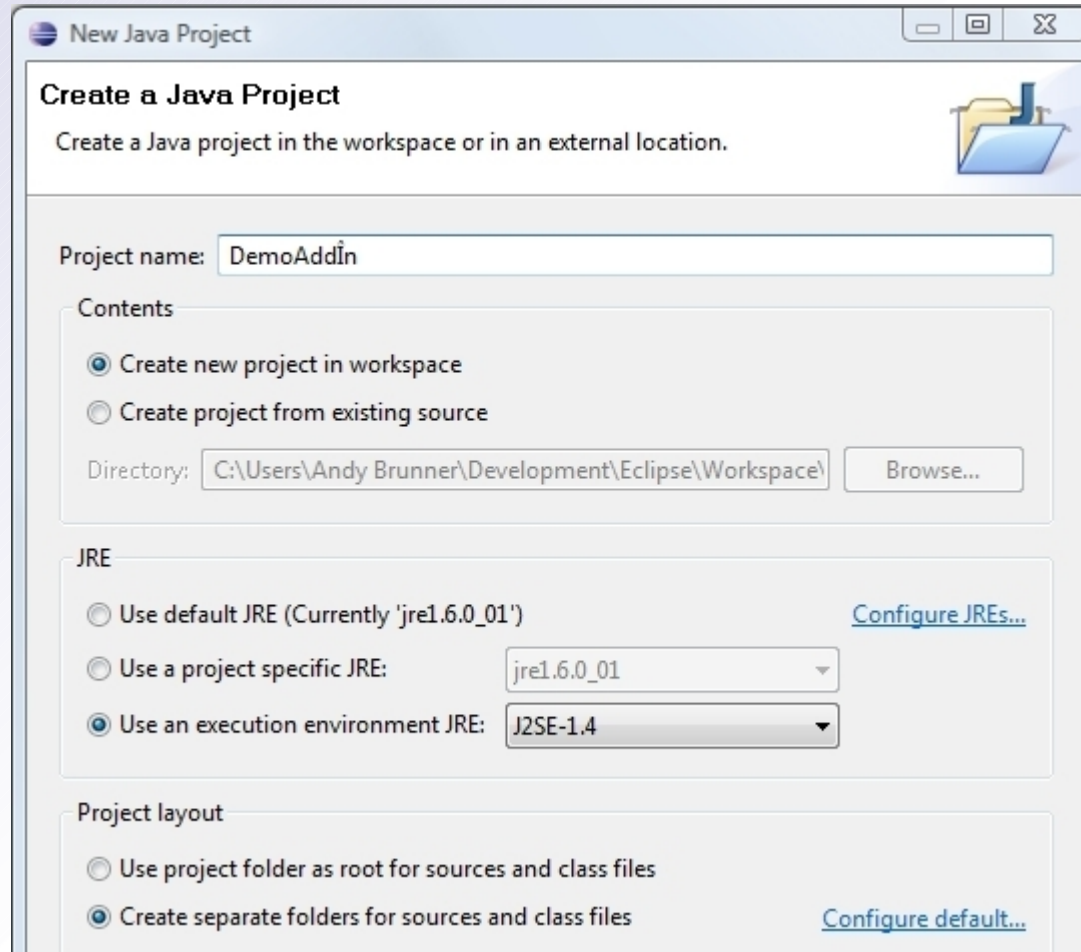 New Java Project
Create a Java Project
Create a Java project in the workspace or in an external location.
Project name: DemoAddÎn
Contents
Create new project in workspace
Create project from existing source
Directory: C:\Users\Andy Brunner\Development\Eclipse\Workspace\ Browse...
JRE
Use default JRE (Currently 'jre1.6.0_01') Configure JREs...
Use a project specific JRE: jre1.6.0_01
Use an execution environment JRE: J2SE-1.4
Project layout
Use project folder as root for sources and class files
Create separate folders for sources and class files Configure default...